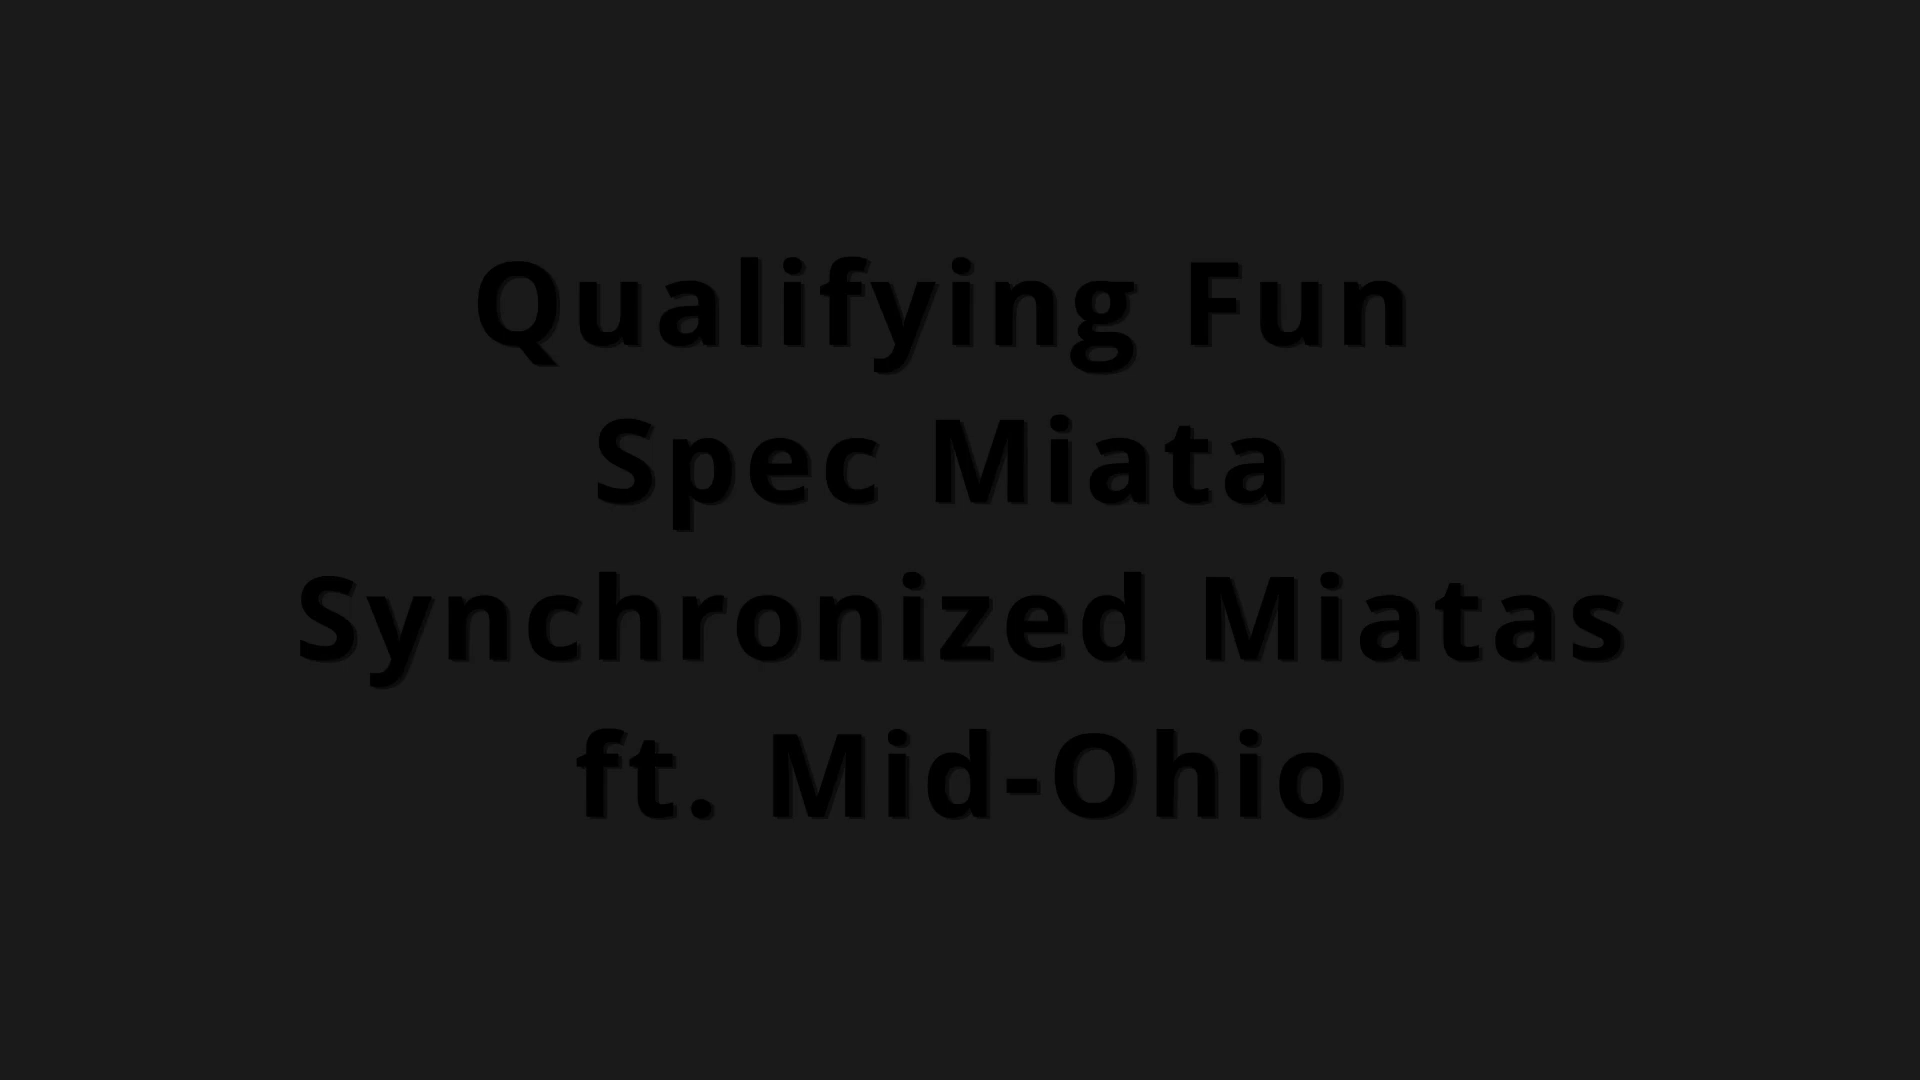 Qualifying Fun
Spec Miata
Synchronized Miatas
ft. Mid-Ohio